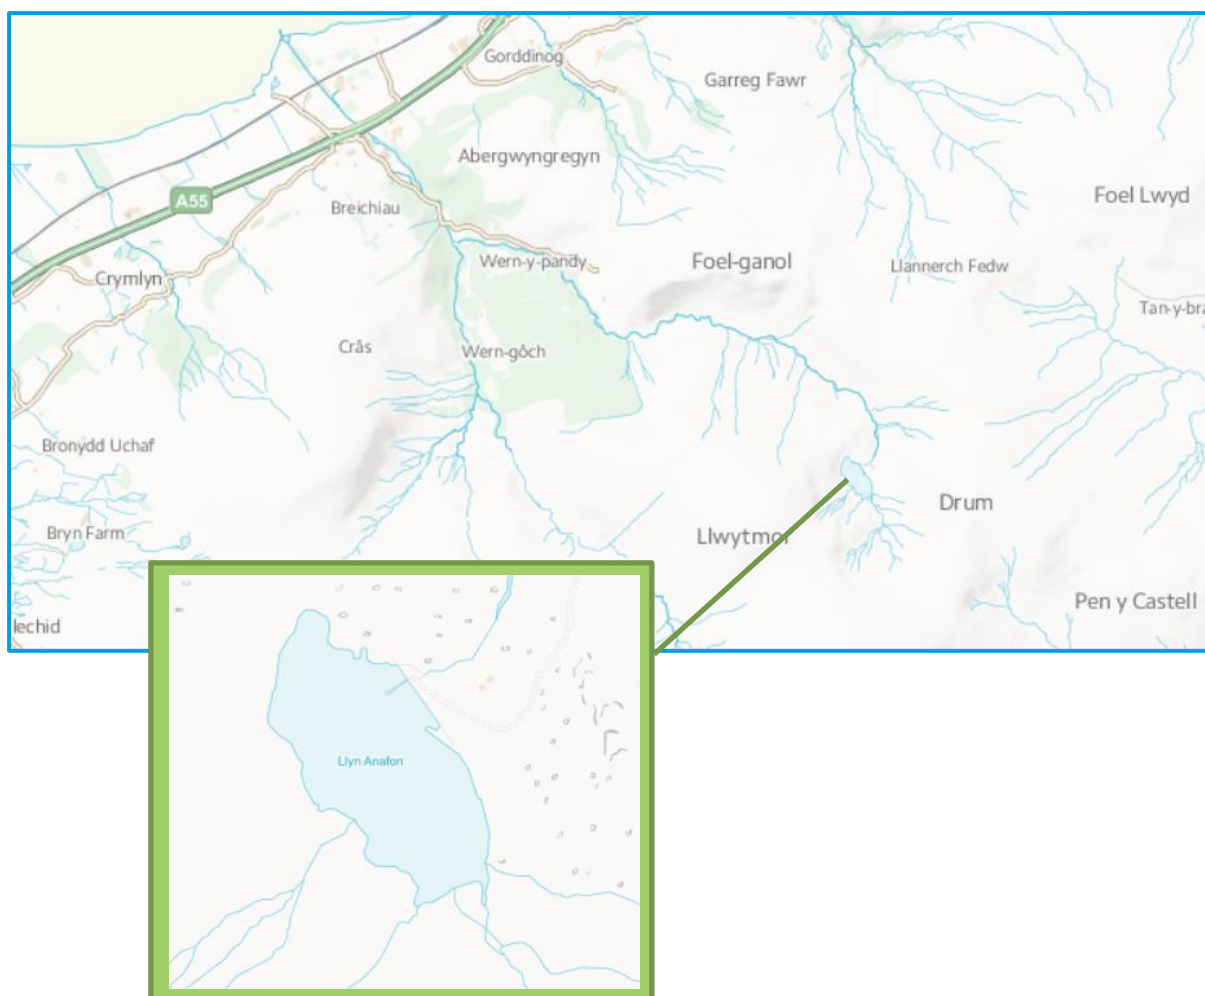 Gorddinog
Garreg Fawr
Abergwyngregyn
Foel Lwyd
A55
Breichiau
Wern-y-pandy
Foel-ganol
Llannerch Fedw
Crymlyn
Tan-y-bra
Crâs
Wern-gôch
Bronydd Uchaf
Drum
Bryn Farm
Llwytmor
Pen y Castell
lechid
Llyn Anafon